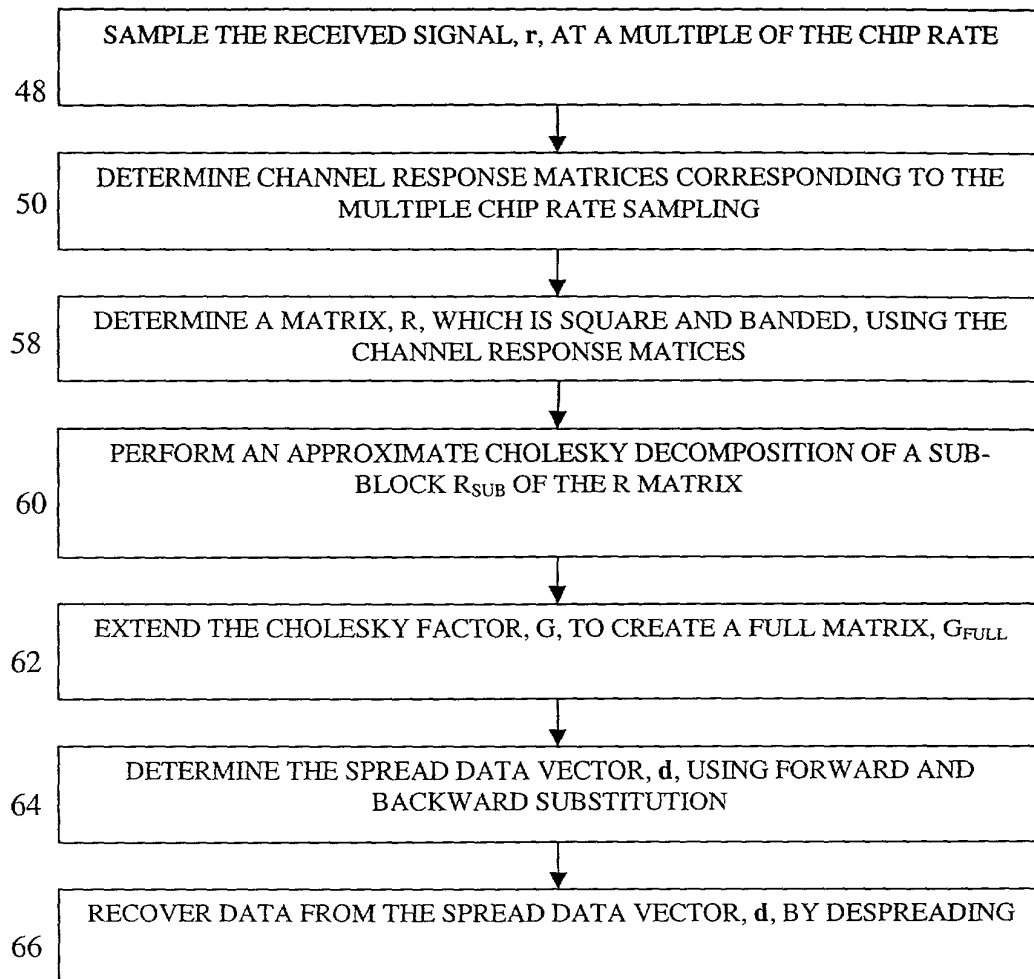 SAMPLE THE RECEIVED SIGNAL, r, AT A MULTIPLE OF THE CHIP RATE
48
DETERMINE CHANNEL RESPONSE MATRICES CORRESPONDING TO THE
MULTIPLE CHIP RATE SAMPLING
50
DETERMINE A MATRIX, R, WHICH IS SQUARE AND BANDED, USING THE
CHANNEL RESPONSE MATICES
58
PERFORM AN APPROXIMATE CHOLESKY DECOMPOSITION OF A SUB-
BLOCK RSUB OF THE R MATRIX
60
EXTEND THE CHOLESKY FACTOR, G, TO CREATE A FULL MATRIX, GFULL
62
DETERMINE THE SPREAD DATA VECTOR, d, USING FORWARD AND
BACKWARD SUBSTITUTION
64
RECOVER DATA FROM THE SPREAD DATA VECTOR, d, BY DESPREADING
66